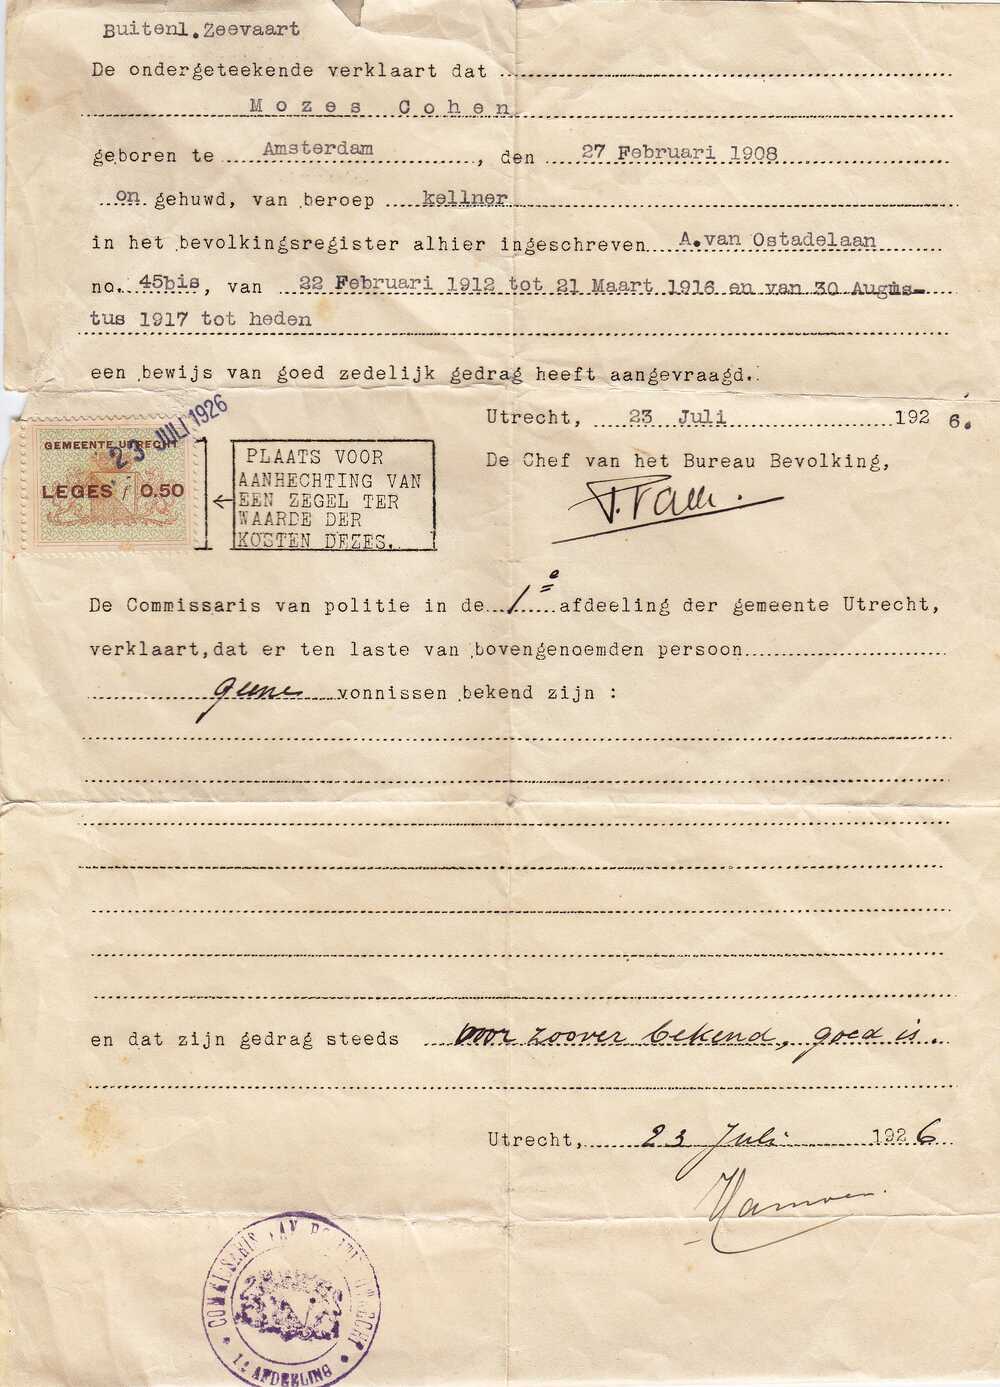 Buitenl. Zeevaart
De ondergeteekende verklaart dat
Mozes Cohen
geboren te Amsterdam, den 27 Februari 1908
on gehuwd, van beroep kellner
in het bevolkingsregister alhier ingeschreven A. van Ostadelaan
no. 45bis, van 22 Februari 1912 tot 21 Maart 1916 en van 30 Augus-
tus 1917 tot heden
een bewijs van goed zedelijk gedrag heeft aangevraagd.
Utrecht, 23 Juli 1926.
De Chef van het Bureau Bevolking,
GEMEENTE UTRECHT
23 JULI 1926
LEGES f 0.50
PLAATS VOOR
AANHECHTING VAN
EEN ZEGEL TER
WAARDE DER
KOSTEN DEZES.
De Commissaris van politie in de 1e afdeeling der gemeente Utrecht,
verklaart, dat er ten laste van bovengenoemden persoon
geene vonnissen bekend zijn :
en dat zijn gedrag steeds voor zoover bekend, goed is.
Utrecht, 23 Juli 1926
COMMISSARIS VAN POLITIE UTRECHT
1e AFDEELING